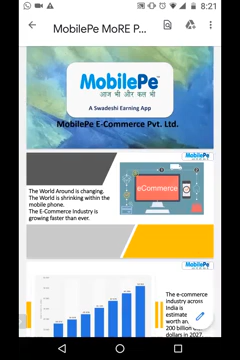 8:21
MobilePe MoRE P...
MobilePe
आज भी और कल भी
A Swadeshi Earning App
MobilePe E-Commerce Pvt. Ltd.
MobilePe
The World Around is changing.
The World is shrinking within the
mobile phone.
The E-Commerce Industry is
growing faster than ever.
eCommerce
MobilePe
The e-commerce
industry across
India is
estimate
worth an
200 billion
dollars in 2027.